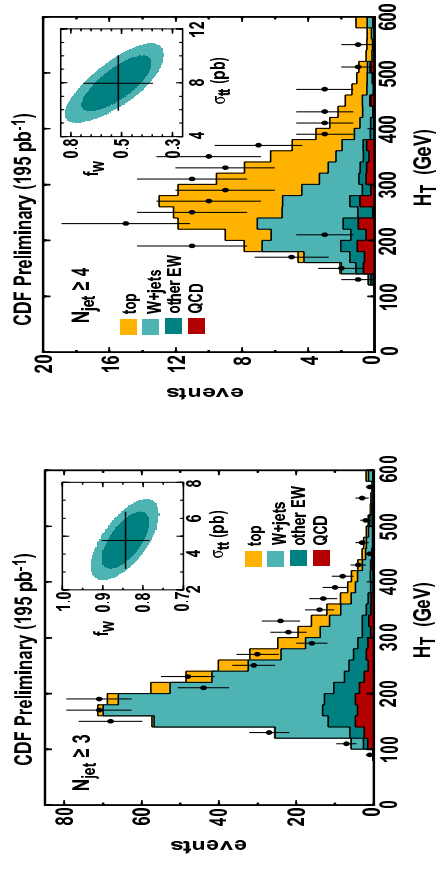 CDF Preliminary (195 pb⁻¹)
N_jet ≥ 3
events
80
60
40
20
0
0 100 200 300 400 500 600
H_T (GeV)
top
W+jets
other EW
QCD
f_W
1.0
0.9
0.8
0.7
2 4 6 8
σ_tt (pb)
CDF Preliminary (195 pb⁻¹)
N_jet ≥ 4
events
20
16
12
8
4
0
0 100 200 300 400 500 600
H_T (GeV)
top
W+jets
other EW
QCD
f_W
0.8
0.5
0.3
4 8 12
σ_tt (pb)